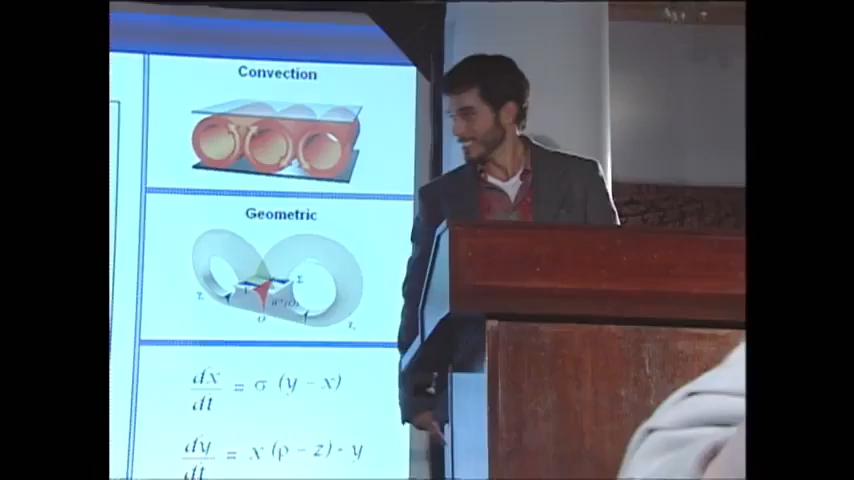 Convection
Geometric
dx/dt = σ (y - x)
dy/dt = x (ρ - z) - y